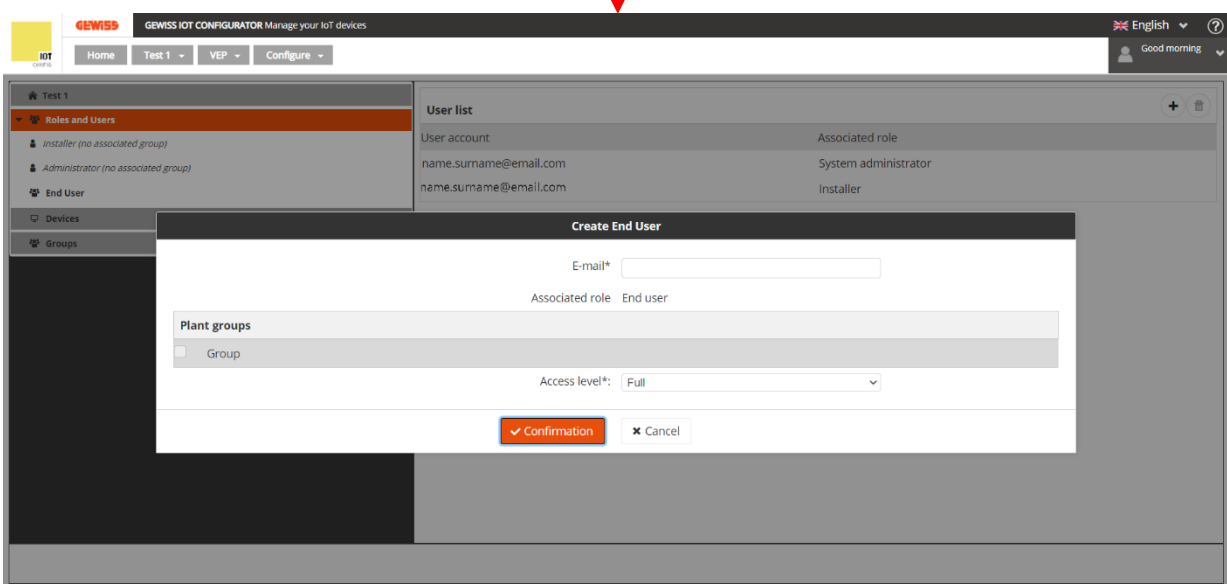 GEWISS GEWISS IOT CONFIGURATOR Manage your IoT devices English
IOT
CONFIG
Home Test 1 VEP Configure
Good morning
Test 1
Roles and Users
Installer (no associated group)
Administrator (no associated group)
End User
Devices
Groups
User list
User account Associated role
name.surname@email.com System administrator
name.surname@email.com Installer
Create End User
E-mail*
Associated role End user
Plant groups
Group
Access level*: Full
Confirmation Cancel